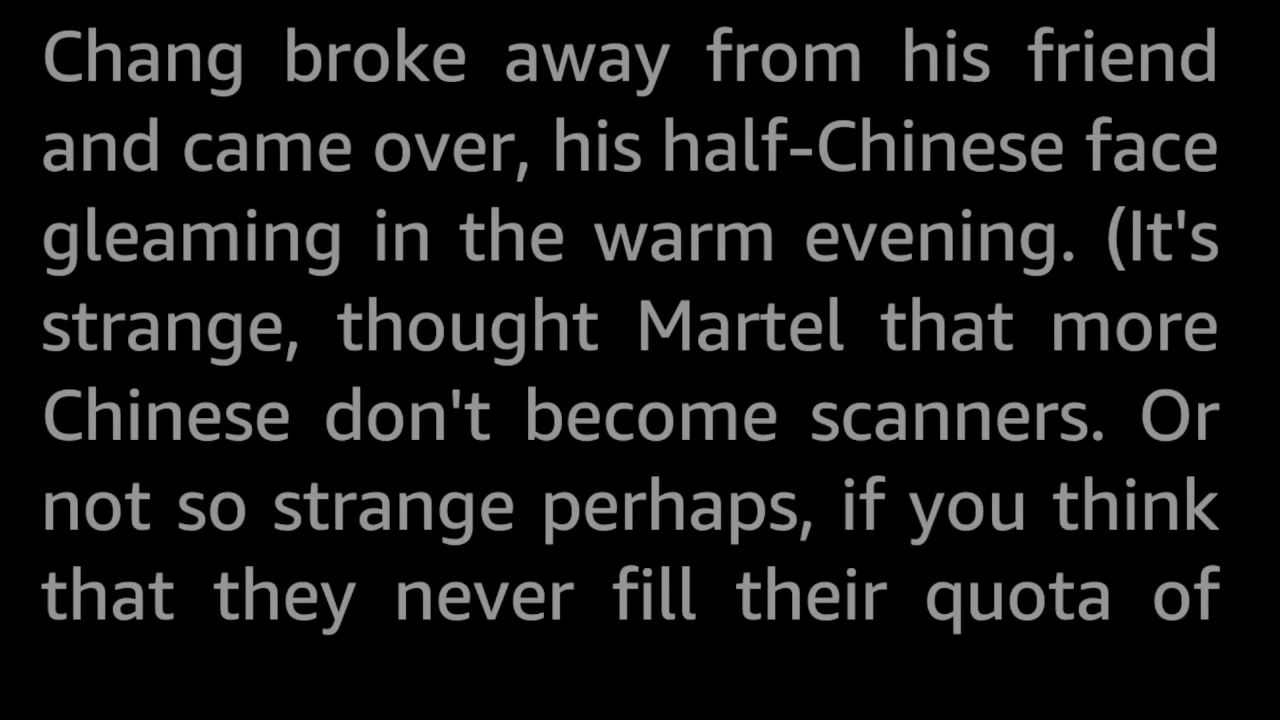 Chang broke away from his friend
and came over, his half-Chinese face
gleaming in the warm evening. (It's
strange, thought Martel that more
Chinese don't become scanners. Or
not so strange perhaps, if you think
that they never fill their quota of